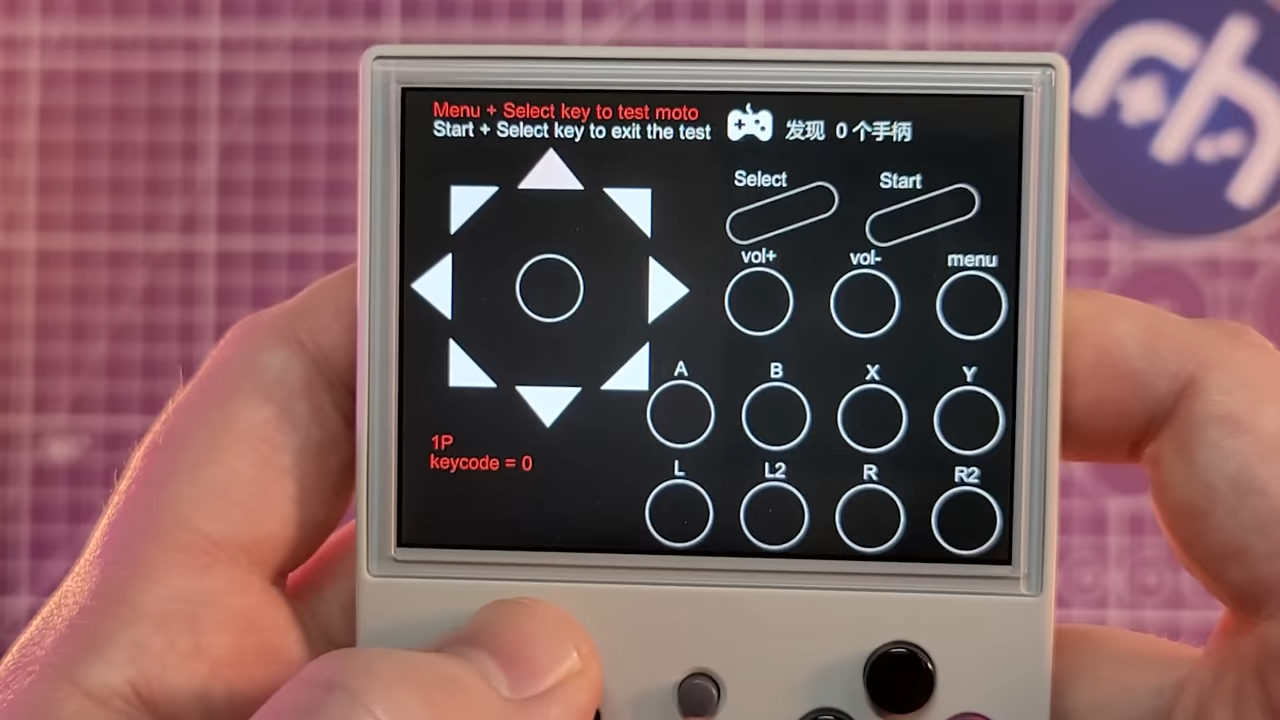 Menu + Select key to test moto
Start + Select key to exit the test
发现 0 个手柄
Select Start
vol+ vol- menu
A B X Y
1P
keycode = 0
L L2 R R2